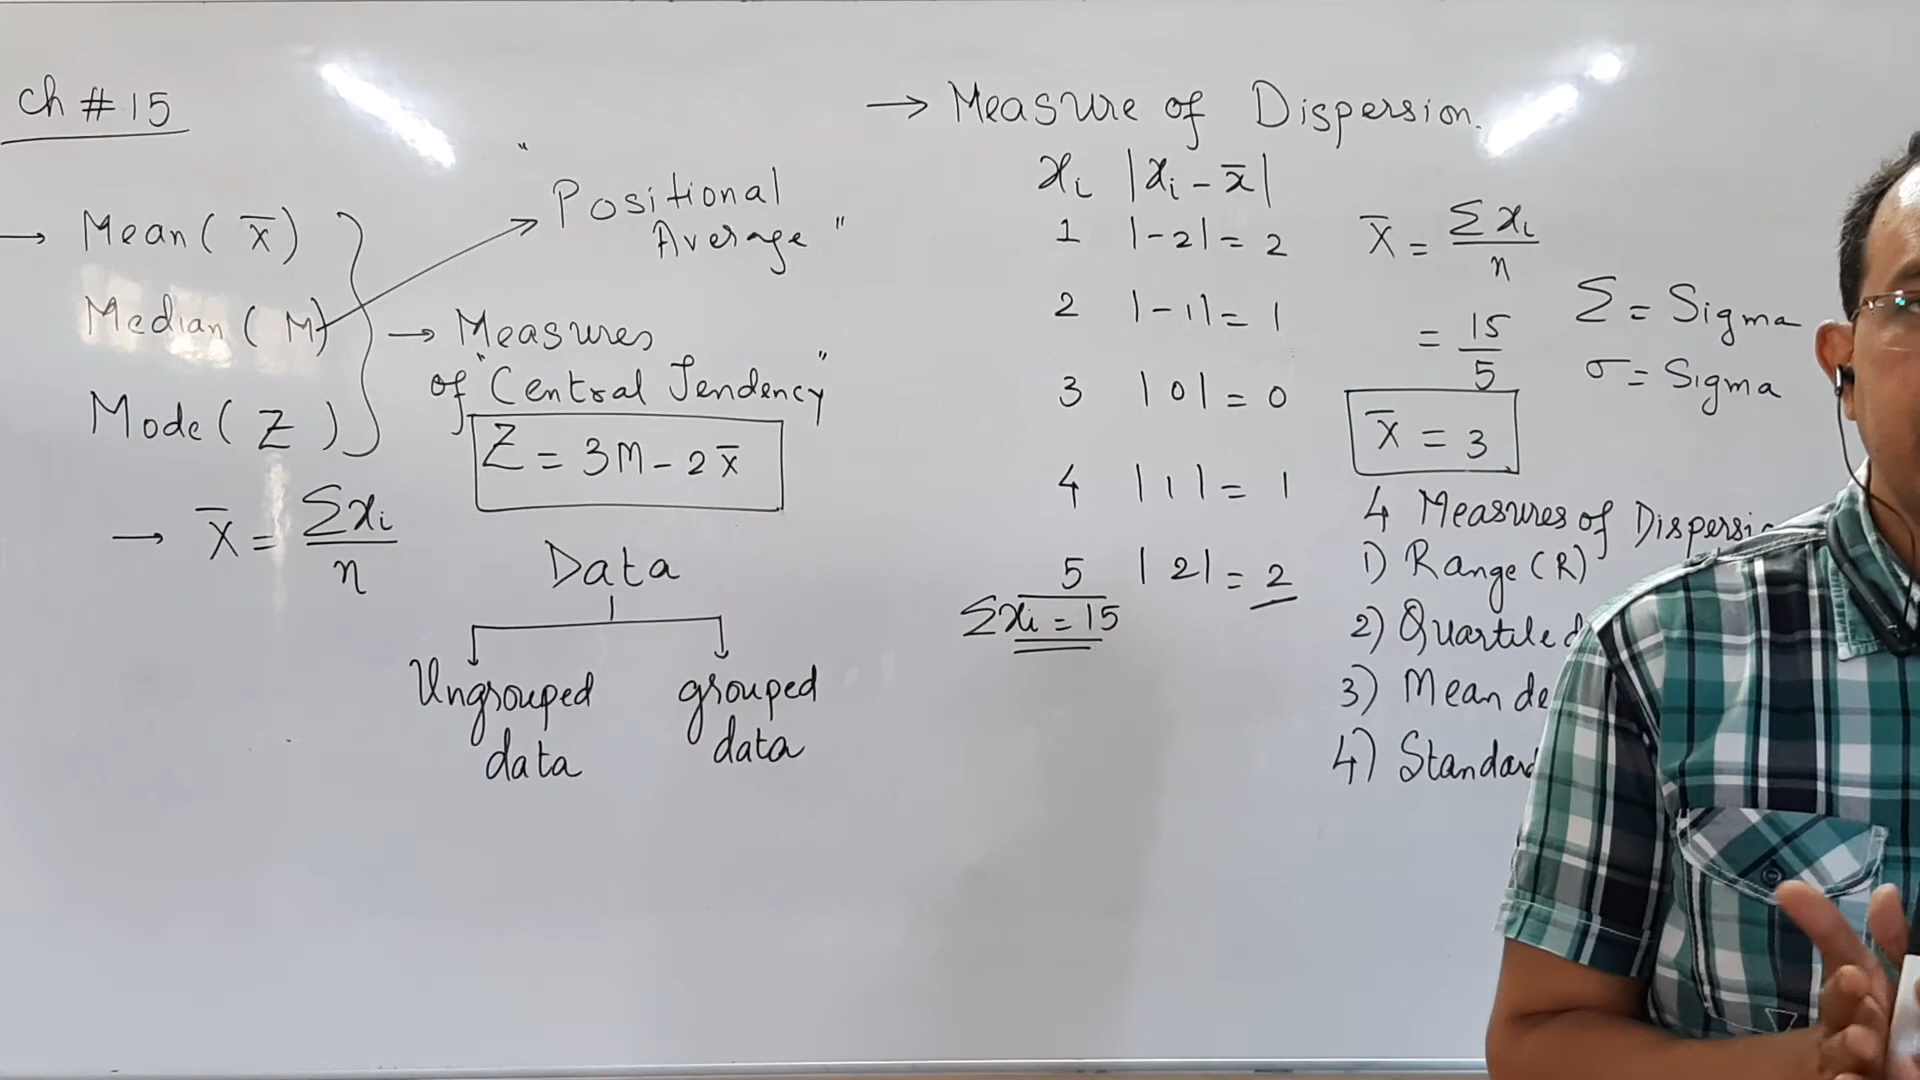 Ch # 15
→ Mean ( x̄ )
Median ( M )
Mode ( Z )
" Positional
Average "
→ Measures
of "Central Tendency"
Z = 3M - 2x̄
→ x̄ = Σxi / n
Data
Ungrouped
data
grouped
data
→ Measure of Dispersion.
xi |xi - x̄|
1 |-2| = 2
2 |-1| = 1
3 |0| = 0
4 |1| = 1
5 |2| = 2
Σxi = 15
x̄ = Σxi / n
= 15 / 5
x̄ = 3
Σ = Sigma
σ = Sigma
4 Measures of Dispersi
1) Range (R)
2) Quartile d
3) Mean de
4) Standard